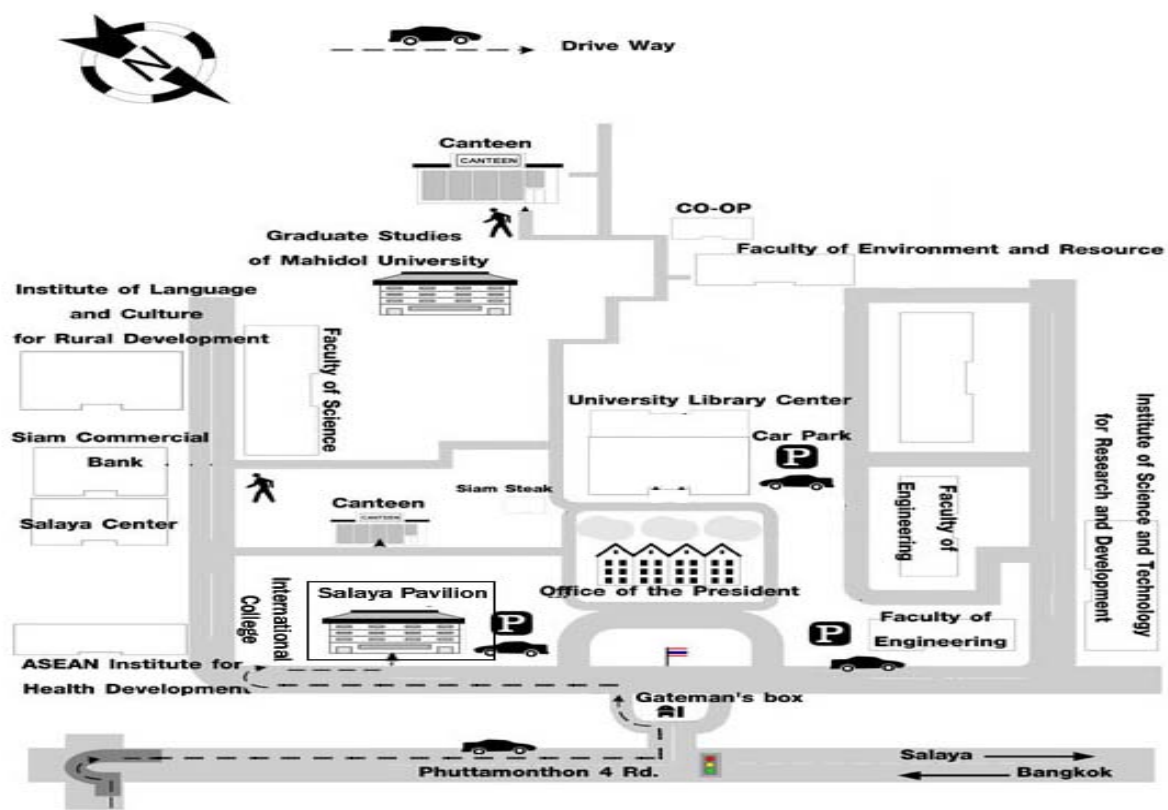 N
Drive Way
Canteen
CANTEEN
CO-OP
Graduate Studies
of Mahidol University
Faculty of Environment and Resource
Institute of Language
and Culture
for Rural Development
Faculty of Science
University Library Center
Car Park
P
Siam Commercial
Bank
Siam Steak
Canteen
CANTEEN
Salaya Center
Faculty of
Engineering
Institute of Science and Technology
for Research and Development
Office of the President
International
College
Salaya Pavilion
P
P
Faculty of
Engineering
ASEAN Institute for
Health Development
Gateman's box
Phuttamonthon 4 Rd.
Salaya
Bangkok